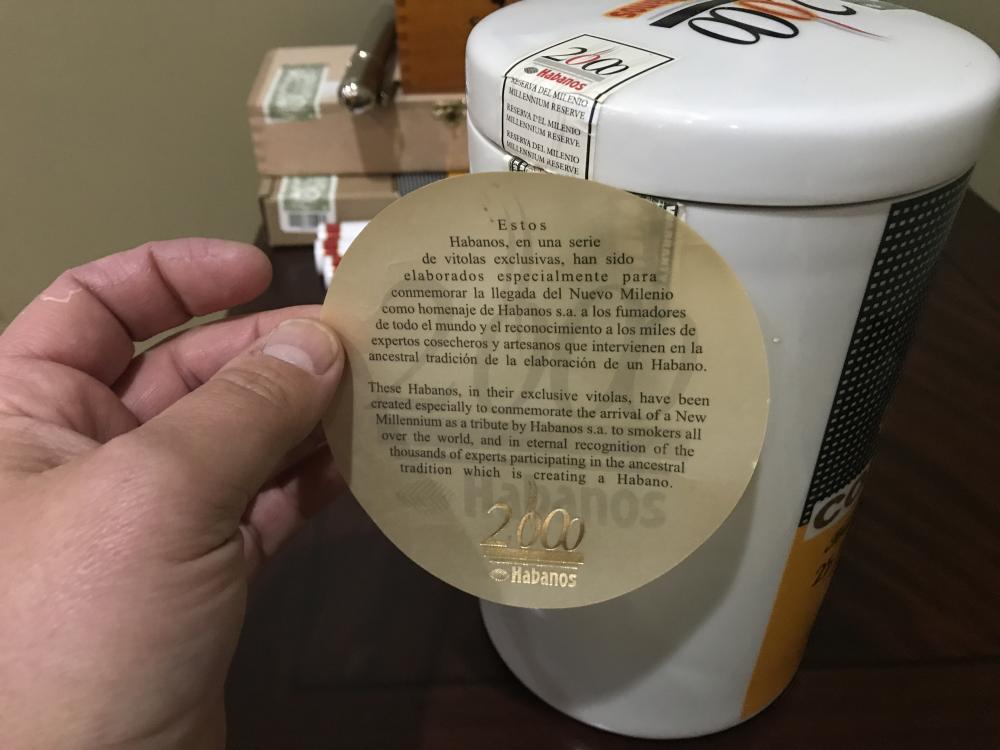 2000
Habanos
RESERVA DEL MILENIO
MILLENNIUM RESERVE
RESERVA DEL MILENIO
MILLENNIUM RESERVE
RESERVA DEL MILENIO
MILLENNIUM RESERVE
Estos
Habanos, en una serie
de vitolas exclusivas, han sido
elaborados especialmente para
conmemorar la llegada del Nuevo Milenio
como homenaje de Habanos s.a. a los fumadores
de todo el mundo y el reconocimiento a los miles de
expertos cosecheros y artesanos que intervienen en la
ancestral tradición de la elaboración de un Habano.
These Habanos, in their exclusive vitolas, have been
created especially to conmemorate the arrival of a New
Millennium as a tribute by Habanos s.a. to smokers all
over the world, and in eternal recognition of the
thousands of experts participating in the ancestral
tradition which is creating a Habano.
Habanos
2000
Habanos
CO